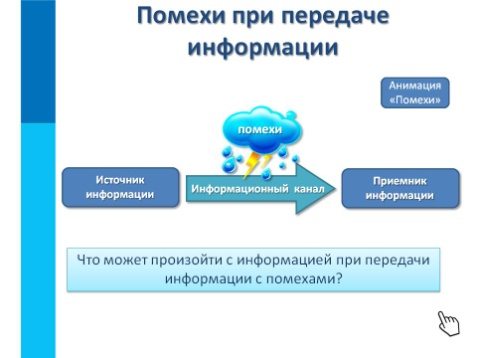 Помехи при передаче
информации
Анимация
«Помехи»
помехи
Источник
информации
Информационный канал
Приемник
информации
Что может произойти с информацией при передачи
информации с помехами?